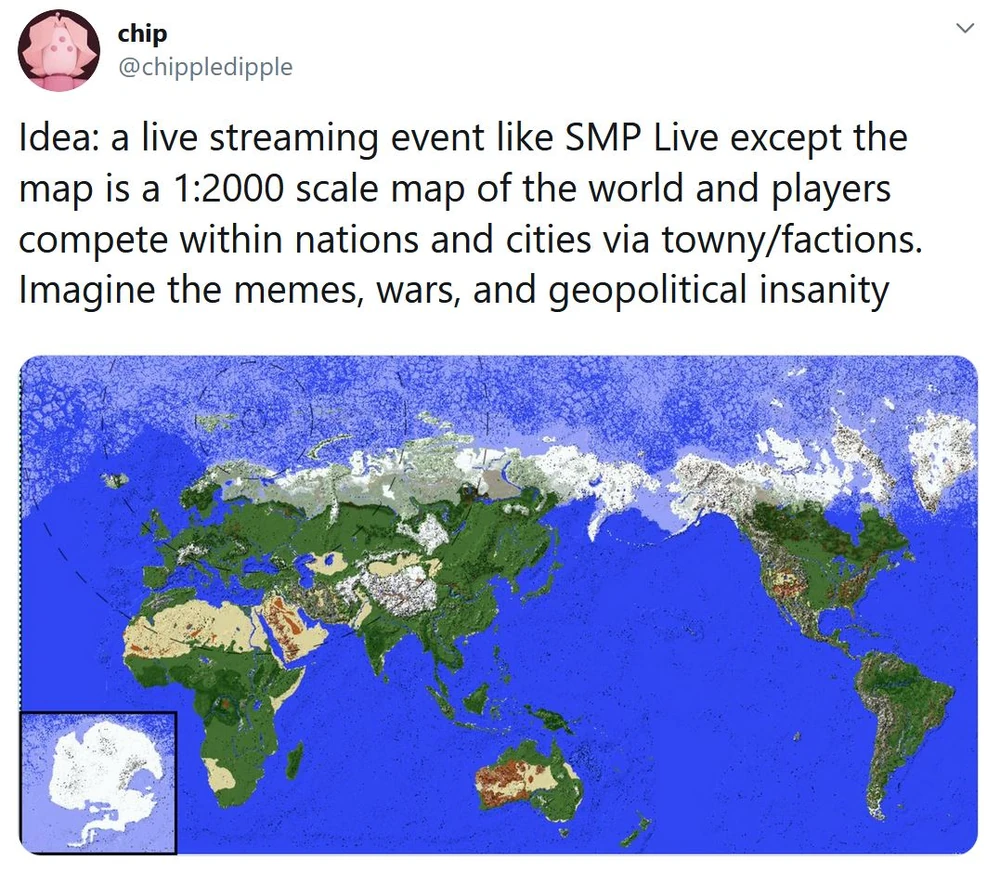 chip
@chippledipple
Idea: a live streaming event like SMP Live except the
map is a 1:2000 scale map of the world and players
compete within nations and cities via towny/factions.
Imagine the memes, wars, and geopolitical insanity